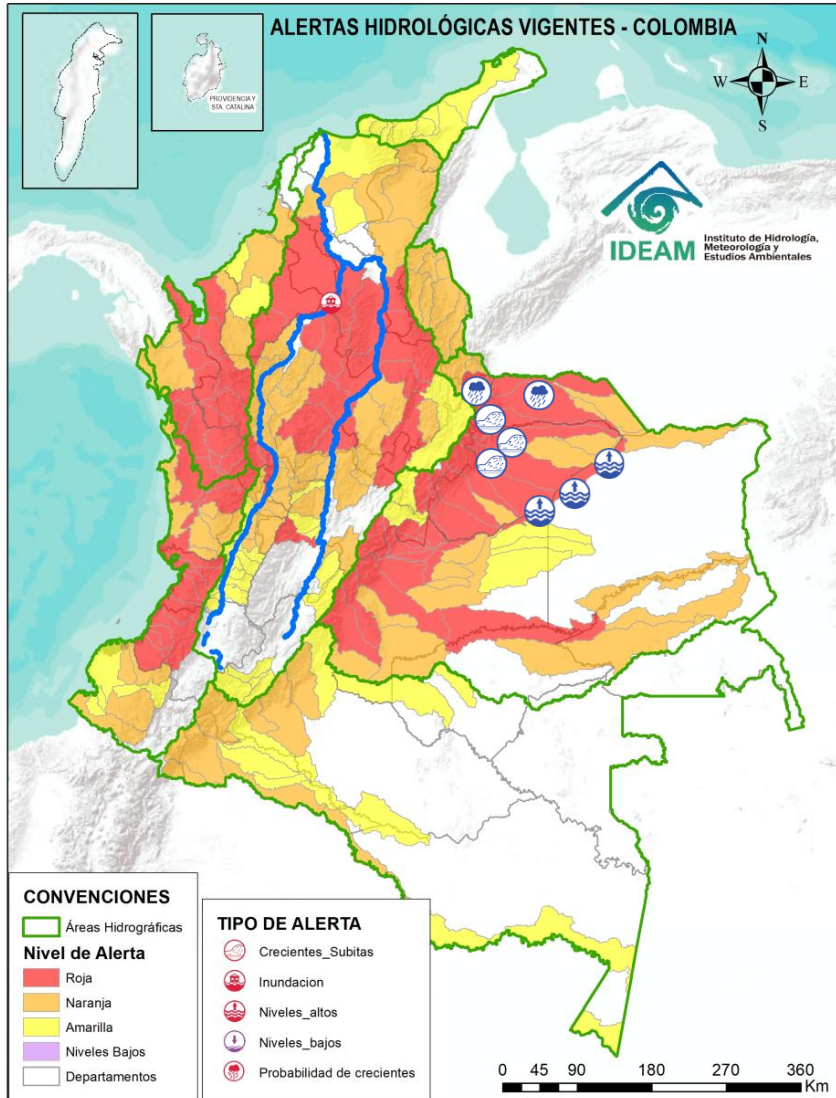 ALERTAS HIDROLÓGICAS VIGENTES - COLOMBIA
PROVIDENCIA Y
STA. CATALINA
N
W
E
S
IDEAM
Instituto de Hidrología,
Meteorología y
Estudios Ambientales
CONVENCIONES
Áreas Hidrográficas
Nivel de Alerta
Roja
Naranja
Amarilla
Niveles Bajos
Departamentos
TIPO DE ALERTA
Crecientes_Subitas
Inundacion
Niveles_altos
Niveles_bajos
Probabilidad de crecientes
0 45 90 180 270 360
Km